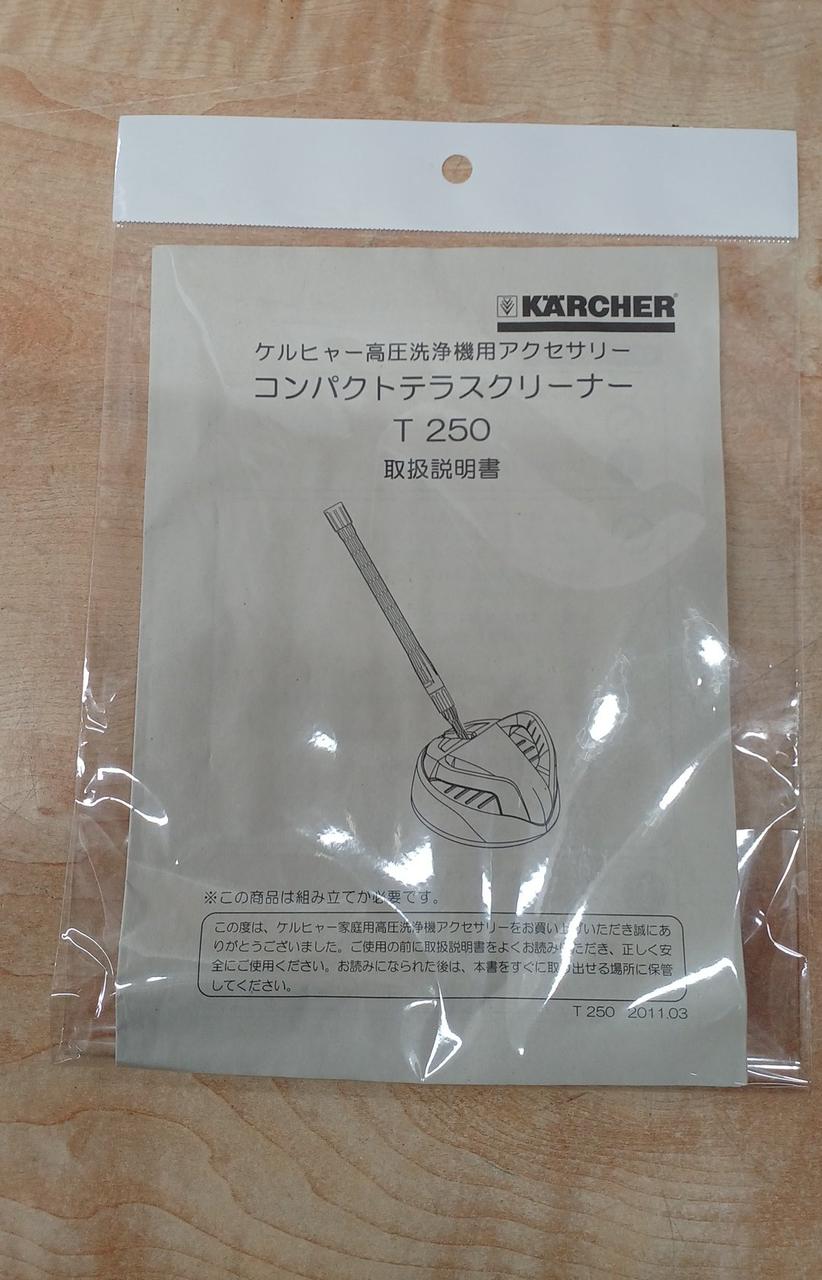 KÄRCHER®
ケルヒャー高圧洗浄機用アクセサリー
コンパクトテラスクリーナー
T 250
取扱説明書
※この商品は組み立てが必要です。
この度は、ケルヒャー家庭用高圧洗浄機アクセサリーをお買い上げいただき誠にあ
りがとうございました。ご使用の前に取扱説明書をよくお読みいただき、正しく安
全にご使用ください。お読みになられた後は、本書をすぐに取り出せる場所に保管
してください。
T 250 2011.03